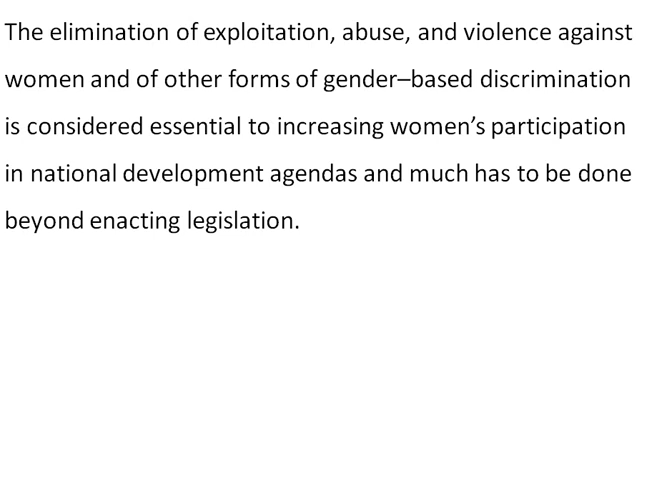 The elimination of exploitation, abuse, and violence against
women and of other forms of gender–based discrimination
is considered essential to increasing women’s participation
in national development agendas and much has to be done
beyond enacting legislation.